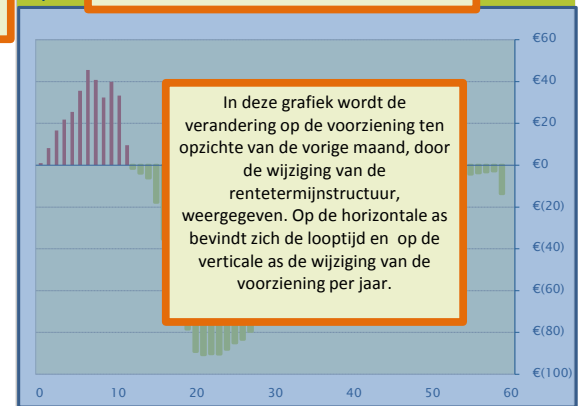 €60
€40
€20
€0
€(20)
€(40)
€(60)
€(80)
€(100)
In deze grafiek wordt de
verandering op de voorziening ten
opzichte van de vorige maand, door
de wijziging van de
rentetermijnstructuur,
weergegeven. Op de horizontale as
bevindt zich de looptijd en op de
verticale as de wijziging van de
voorziening per jaar.
0 10 20 30 40 50 60